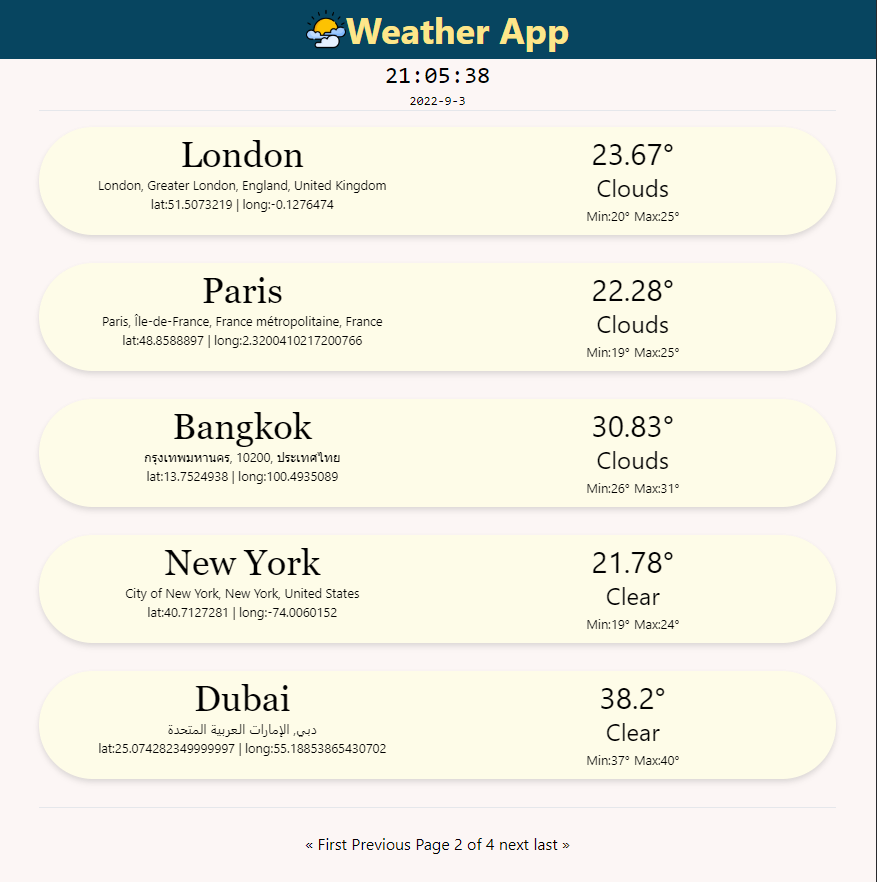 Weather App
21:05:38
2022-9-3
London
London, Greater London, England, United Kingdom
lat:51.5073219 | long:-0.1276474
23.67°
Clouds
Min:20° Max:25°
Paris
Paris, Île-de-France, France métropolitaine, France
lat:48.8588897 | long:2.3200410217200766
22.28°
Clouds
Min:19° Max:25°
Bangkok
กรุงเทพมหานคร, 10200, ประเทศไทย
lat:13.7524938 | long:100.4935089
30.83°
Clouds
Min:26° Max:31°
New York
City of New York, New York, United States
lat:40.7127281 | long:-74.0060152
21.78°
Clear
Min:19° Max:24°
Dubai
دبي, الإمارات العربية المتحدة
lat:25.074282349999997 | long:55.18853865430702
38.2°
Clear
Min:37° Max:40°
« First Previous Page 2 of 4 next last »